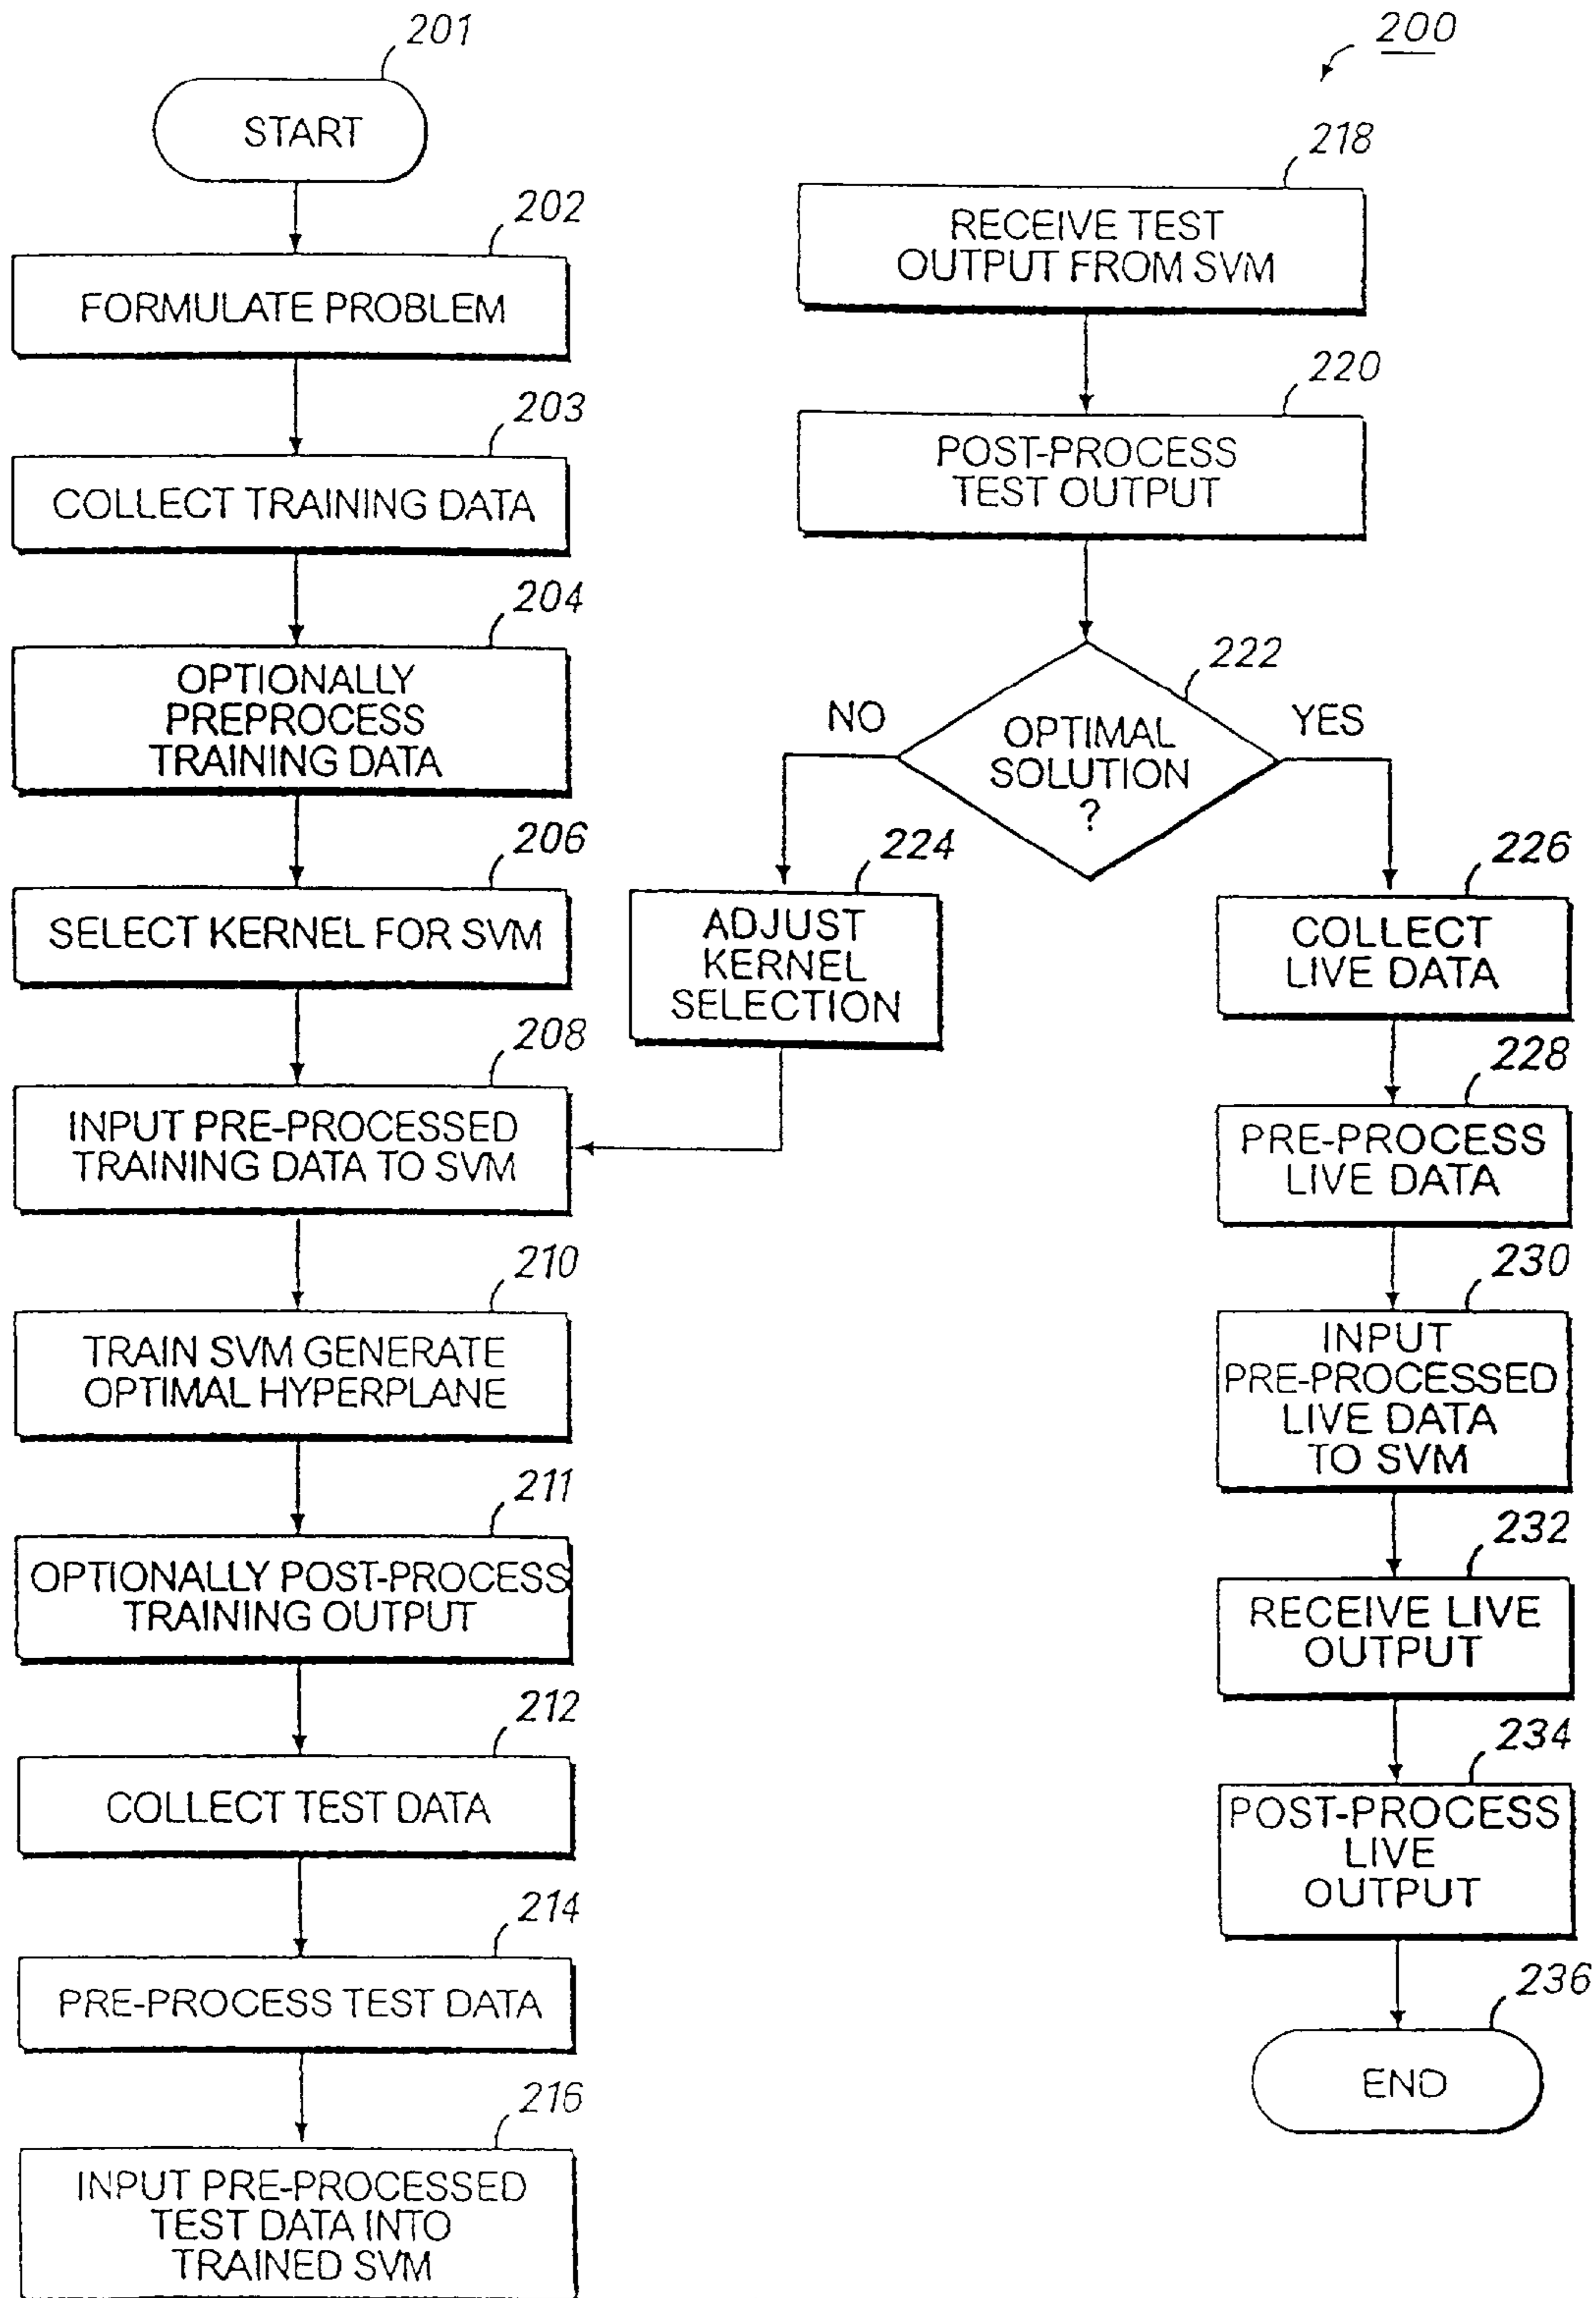 201
START
202
FORMULATE PROBLEM
203
COLLECT TRAINING DATA
204
OPTIONALLY
PREPROCESS
TRAINING DATA
206
SELECT KERNEL FOR SVM
208
INPUT PRE-PROCESSED
TRAINING DATA TO SVM
210
TRAIN SVM GENERATE
OPTIMAL HYPERPLANE
211
OPTIONALLY POST-PROCESS
TRAINING OUTPUT
212
COLLECT TEST DATA
214
PRE-PROCESS TEST DATA
216
INPUT PRE-PROCESSED
TEST DATA INTO
TRAINED SVM
200
218
RECEIVE TEST
OUTPUT FROM SVM
220
POST-PROCESS
TEST OUTPUT
222
OPTIMAL
SOLUTION
?
NO
YES
224
ADJUST
KERNEL
SELECTION
226
COLLECT
LIVE DATA
228
PRE-PROCESS
LIVE DATA
230
INPUT
PRE-PROCESSED
LIVE DATA
TO SVM
232
RECEIVE LIVE
OUTPUT
234
POST-PROCESS
LIVE
OUTPUT
236
END